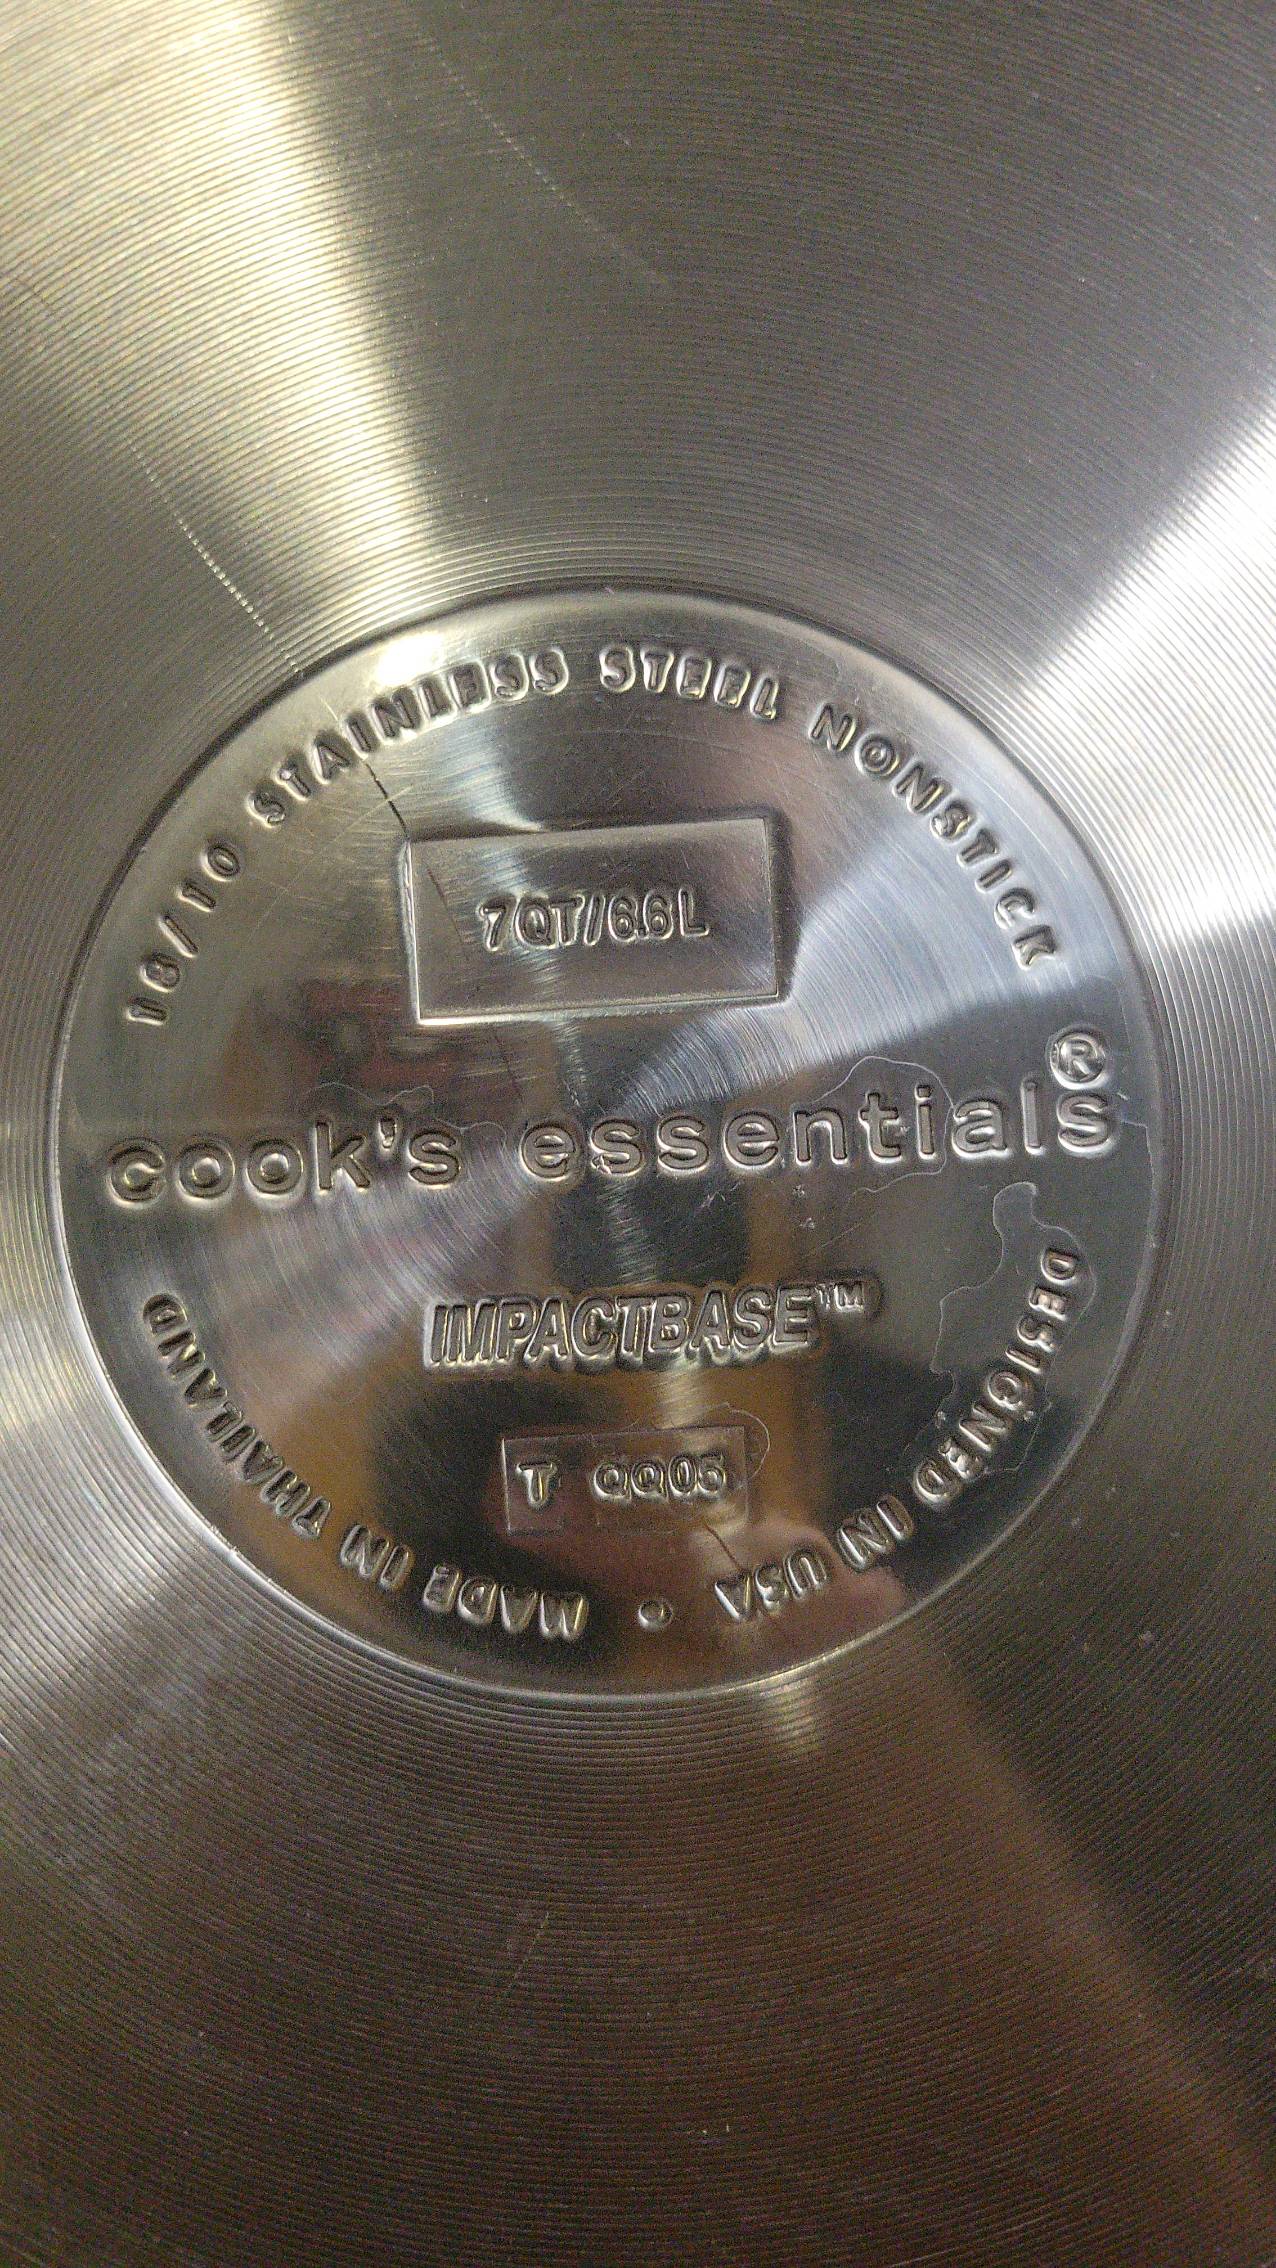 18/10 STAINLESS STEEL NONSTICK
7QT/6.6L
cook's essentials®
IMPACTBASE™
T QQ05
DESIGNED IN USA • MADE IN THAILAND